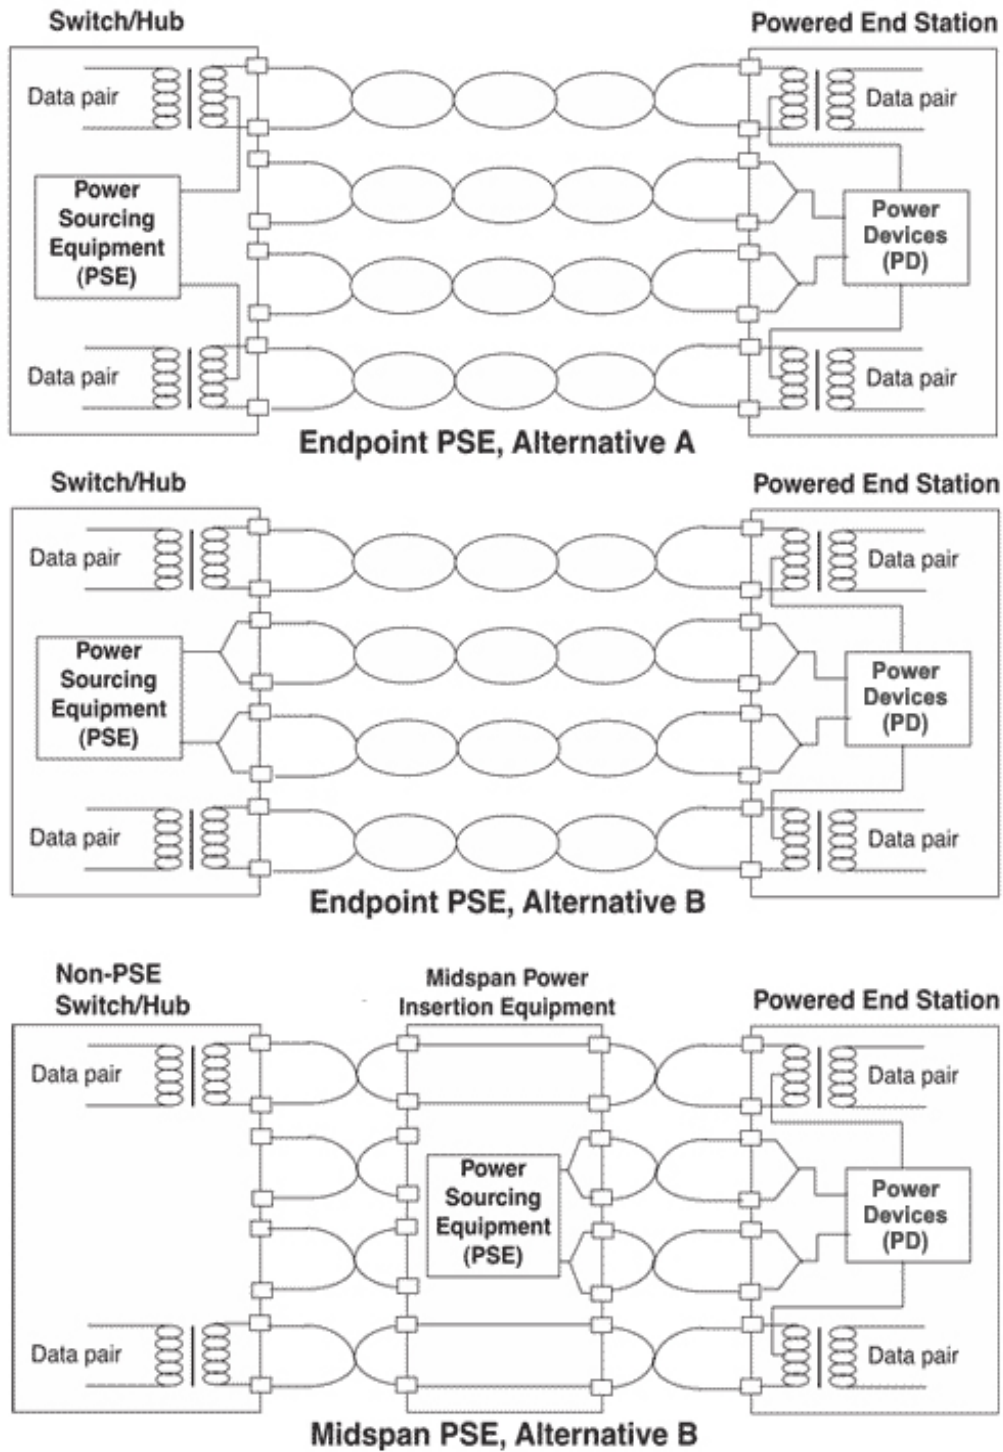 Switch/Hub
Powered End Station
Data pair
Data pair
Power
Sourcing
Equipment
(PSE)
Power
Devices
(PD)
Data pair
Data pair
Endpoint PSE, Alternative A
Switch/Hub
Powered End Station
Data pair
Data pair
Power
Sourcing
Equipment
(PSE)
Power
Devices
(PD)
Data pair
Data pair
Endpoint PSE, Alternative B
Non-PSE
Switch/Hub
Midspan Power
Insertion Equipment
Powered End Station
Data pair
Data pair
Power
Sourcing
Equipment
(PSE)
Power
Devices
(PD)
Data pair
Data pair
Midspan PSE, Alternative B